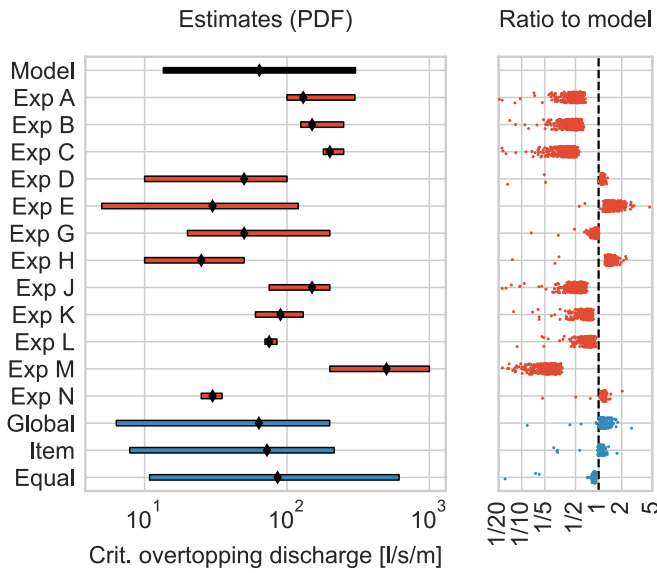 Estimates (PDF)
Ratio to model
Model
Exp A
Exp B
Exp C
Exp D
Exp E
Exp G
Exp H
Exp J
Exp K
Exp L
Exp M
Exp N
Global
Item
Equal
10¹
10²
10³
Crit. overtopping discharge [l/s/m]
1/20
1/10
1/5
1/2
1
2
5